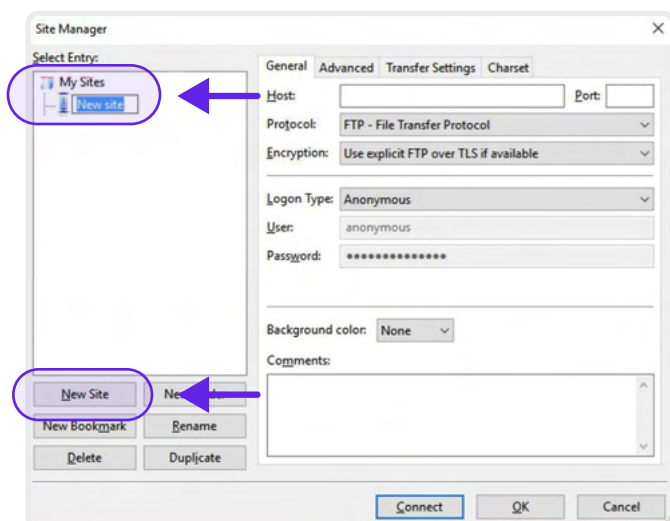 Site Manager
Select Entry:
My Sites
New site
General Advanced Transfer Settings Charset
Host: Port:
Protocol: FTP - File Transfer Protocol
Encryption: Use explicit FTP over TLS if available
Logon Type: Anonymous
User: anonymous
Password: ●●●●●●●●●●●●●●
Background color: None
Comments:
New Site
New Bookmark Rename
Delete Duplicate
Connect OK Cancel